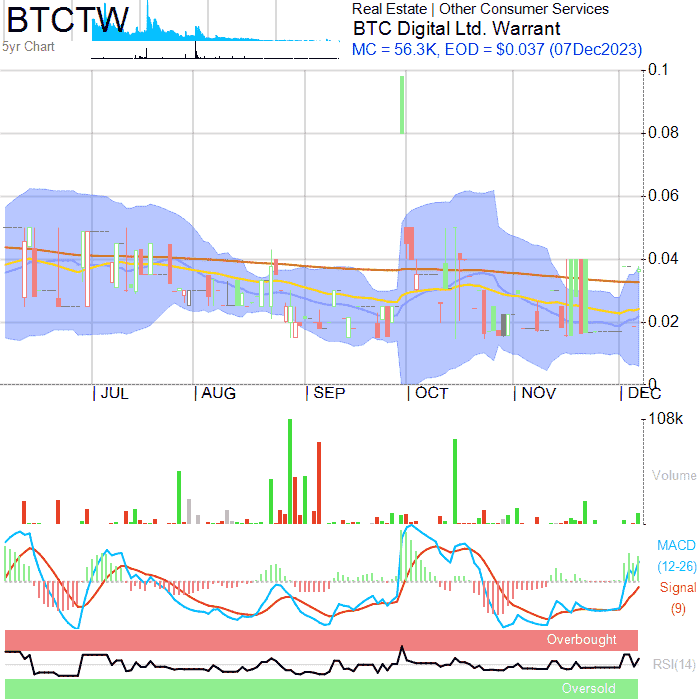 BTCTW
5yr Chart
Real Estate | Other Consumer Services
BTC Digital Ltd. Warrant
MC = 56.3K, EOD = $0.037 (07Dec2023)
0.1
0.08
0.06
0.04
0.02
0
| JUL | AUG | SEP | OCT | NOV | DEC
108k
Volume
MACD
(12-26)
Signal
(9)
Overbought
RSI(14)
Oversold